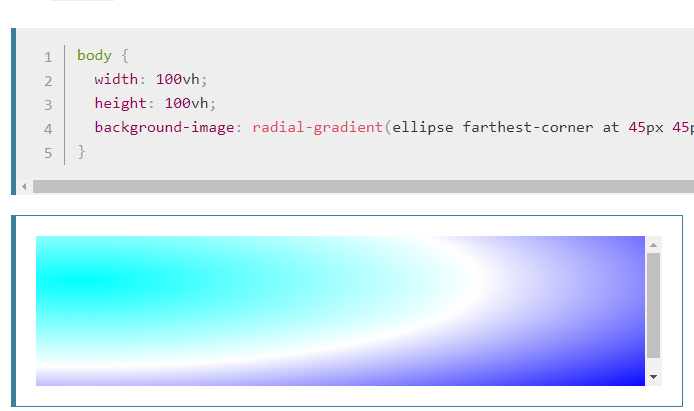 1 body {
2 width: 100vh;
3 height: 100vh;
4 background-image: radial-gradient(ellipse farthest-corner at 45px 45p
5 }